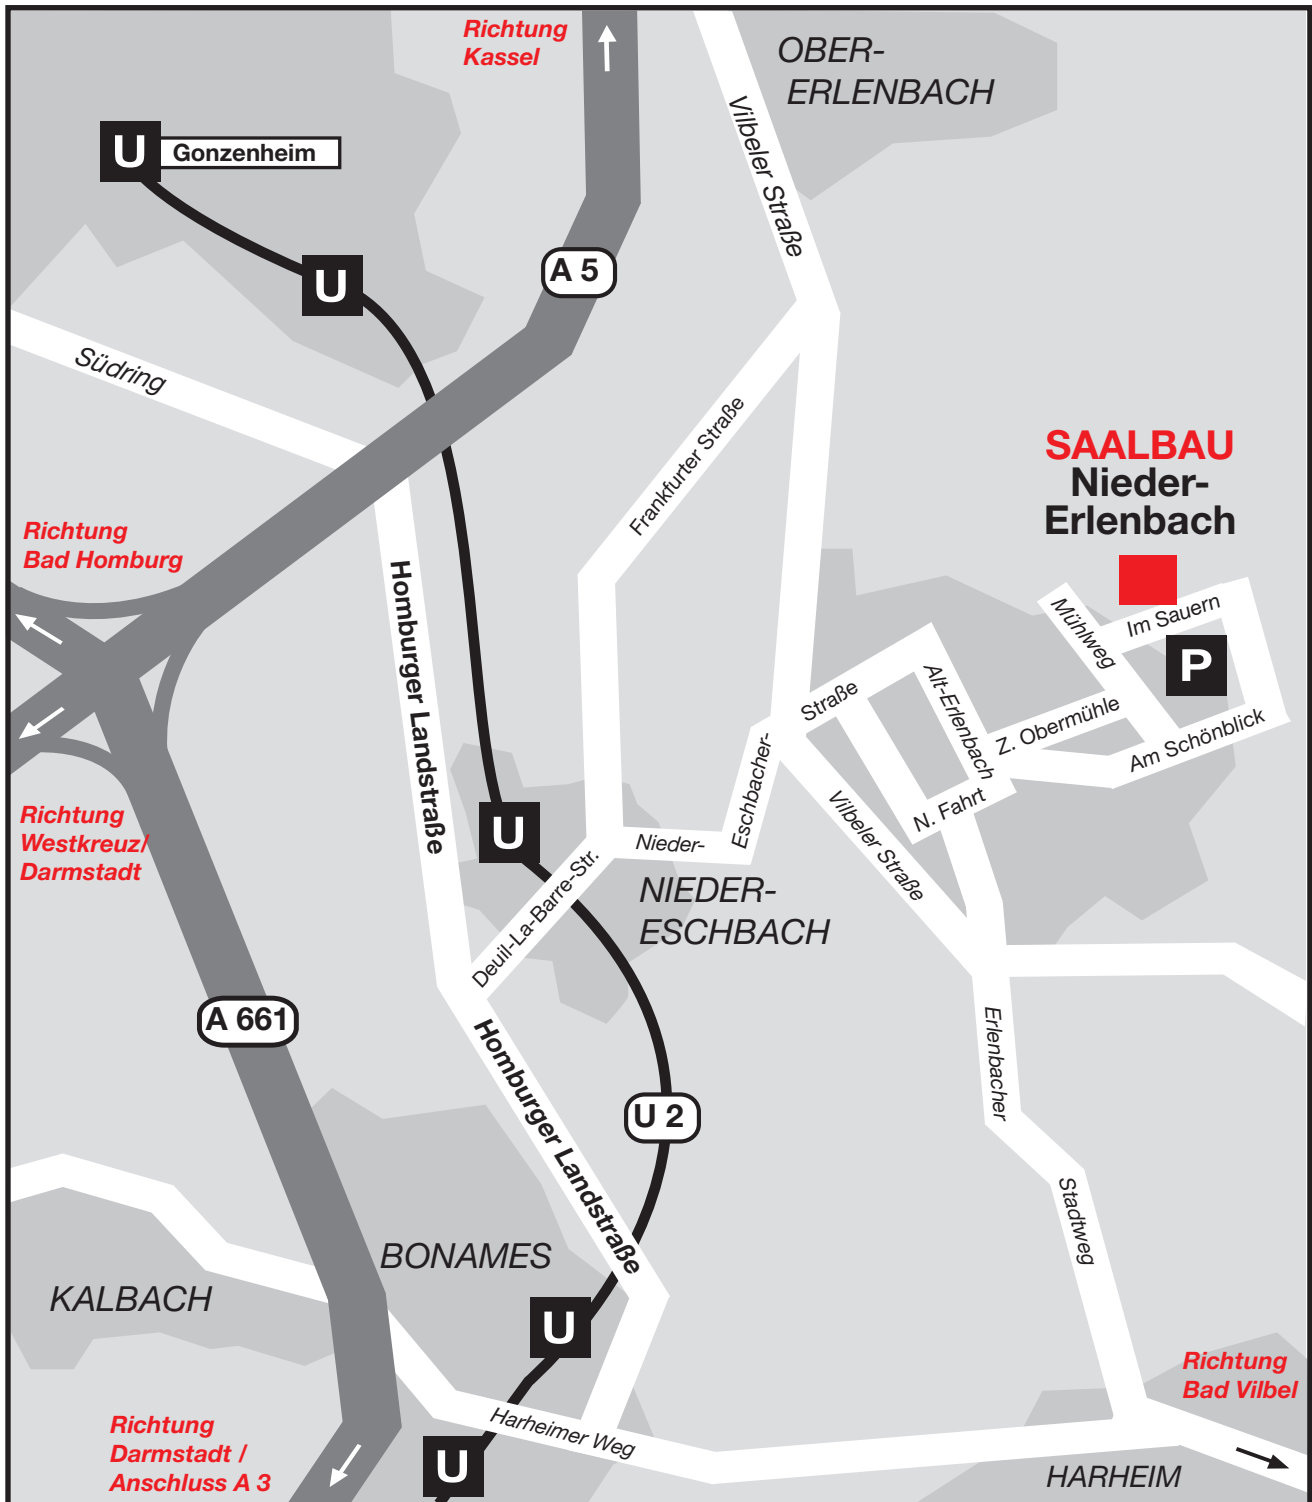 Richtung
Kassel
OBER-
ERLENBACH
Vilbeler Straße
U
Gonzenheim
U
A 5
Südring
Frankfurter Straße
SAALBAU
Nieder-
Erlenbach
Richtung
Bad Homburg
Homburger Landstraße
Mühlweg
Im Sauern
P
Straße
Alt-Erlenbach
Z. Obermühle
Am Schönblick
Eschbacher-
N. Fahrt
Vilbeler Straße
Richtung
Westkreuz/
Darmstadt
U
Nieder-
Deuil-La-Barre-Str.
NIEDER-
ESCHBACH
A 661
Homburger Landstraße
Erlenbacher
U 2
Stadtweg
BONAMES
KALBACH
U
Richtung
Bad Vilbel
Richtung
Darmstadt /
Anschluss A 3
Harheimer Weg
U
HARHEIM